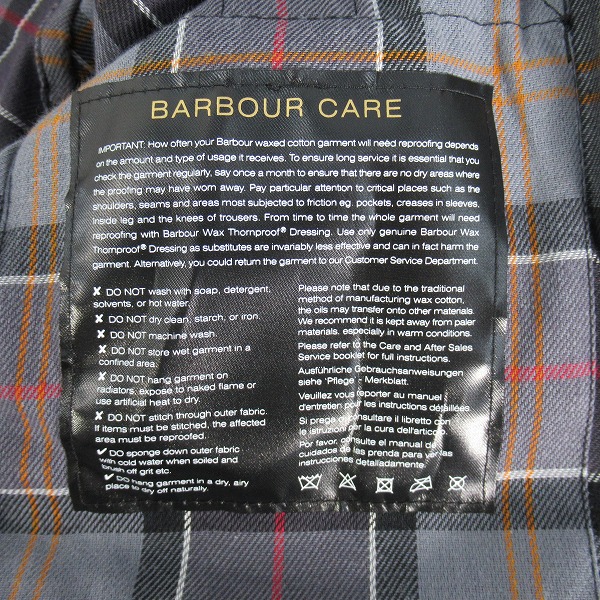 BARBOUR CARE
IMPORTANT: How often your Barbour waxed cotton garment will need reproofing depends
on the amount and type of usage it receives. To ensure long service it is essential that you
check the garment regularly, say once a month to ensure that there are no dry areas where
the proofing may have worn away. Pay particular attention to critical places such as the
shoulders, seams and areas most subjected to friction eg. pockets, creases in sleeves,
inside leg and the knees of trousers. From time to time the whole garment will need
reproofing with Barbour Wax Thornproof® Dressing. Use only genuine Barbour Wax
Thornproof® Dressing as substitutes are invariably less effective and can in fact harm the
garment. Alternatively, you could return the garment to our Customer Service Department.
✘ DO NOT wash with soap, detergent,
solvents, or hot water.
✘ DO NOT dry clean, starch, or iron.
✘ DO NOT machine wash.
✘ DO NOT store wet garment in a
confined area.
✘ DO NOT hang garment on
radiators, expose to naked flame or
use artificial heat to dry.
✘ DO NOT stitch through outer fabric.
If items must be stitched, the affected
area must be reproofed.
✔ DO sponge down outer fabric
with cold water when soiled and
brush off grit etc.
✔ DO hang garment in a dry, airy
place to dry off naturally.
Please note that due to the traditional
method of manufacturing wax cotton,
the oils may transfer onto other materials.
We recommend it is kept away from paler
materials, especially in warm conditions.
Please refer to the Care and After Sales
Service booklet for full instructions.
Ausführliche Gebrauchsanweisungen
siehe 'Pflege - Merkblatt.
Veuillez vous reporter au manuel
d'entretien pour les instructions détaillées
Si prega di consultare il libretto con
le istruzioni per la cura dell'articolo.
Por favor, consulte el manual de
cuidados de las prenda para ver las
instrucciones detalladamente.